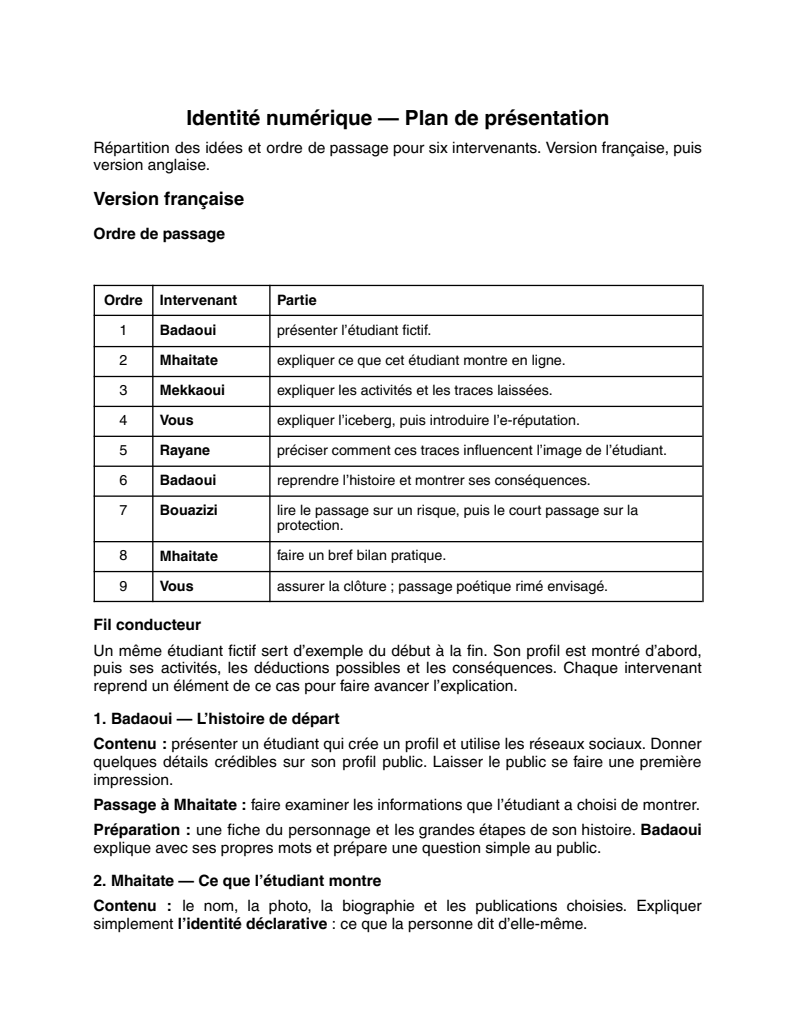 Identité numérique — Plan de présentation
Répartition des idées et ordre de passage pour six intervenants. Version française, puis
version anglaise.
Version française
Ordre de passage
Ordre Intervenant Partie
1 Badaoui présenter l’étudiant fictif.
2 Mhaitate expliquer ce que cet étudiant montre en ligne.
3 Mekkaoui expliquer les activités et les traces laissées.
4 Vous expliquer l’iceberg, puis introduire l’e-réputation.
5 Rayane préciser comment ces traces influencent l’image de l’étudiant.
6 Badaoui reprendre l’histoire et montrer ses conséquences.
7 Bouazizi lire le passage sur un risque, puis le court passage sur la
protection.
8 Mhaitate faire un bref bilan pratique.
9 Vous assurer la clôture ; passage poétique rimé envisagé.
Fil conducteur
Un même étudiant fictif sert d’exemple du début à la fin. Son profil est montré d’abord,
puis ses activités, les déductions possibles et les conséquences. Chaque intervenant
reprend un élément de ce cas pour faire avancer l’explication.
1. Badaoui — L’histoire de départ
Contenu : présenter un étudiant qui crée un profil et utilise les réseaux sociaux. Donner
quelques détails crédibles sur son profil public. Laisser le public se faire une première
impression.
Passage à Mhaitate : faire examiner les informations que l’étudiant a choisi de montrer.
Préparation : une fiche du personnage et les grandes étapes de son histoire. Badaoui
explique avec ses propres mots et prépare une question simple au public.
2. Mhaitate — Ce que l’étudiant montre
Contenu : le nom, la photo, la biographie et les publications choisies. Expliquer
simplement l’identité déclarative : ce que la personne dit d’elle-même.